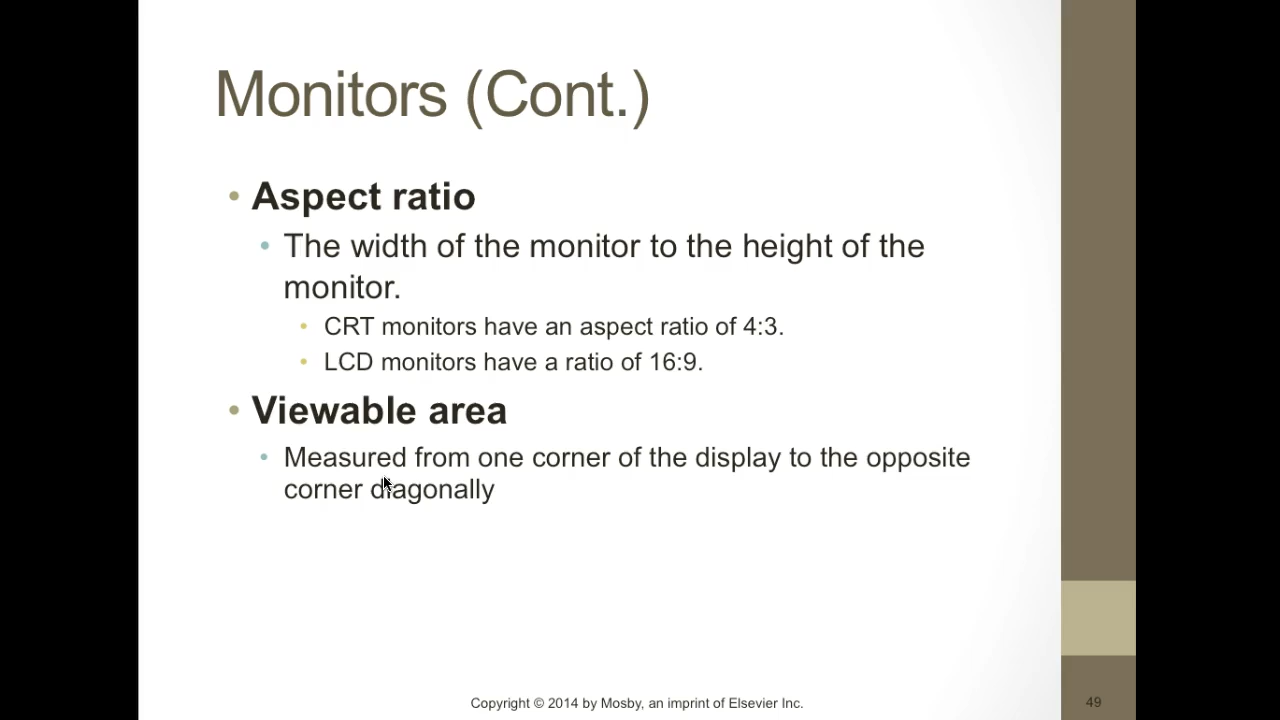 Monitors (Cont.)
• Aspect ratio
• The width of the monitor to the height of the
monitor.
• CRT monitors have an aspect ratio of 4:3.
• LCD monitors have a ratio of 16:9.
• Viewable area
• Measured from one corner of the display to the opposite
corner diagonally
Copyright © 2014 by Mosby, an imprint of Elsevier Inc.
49